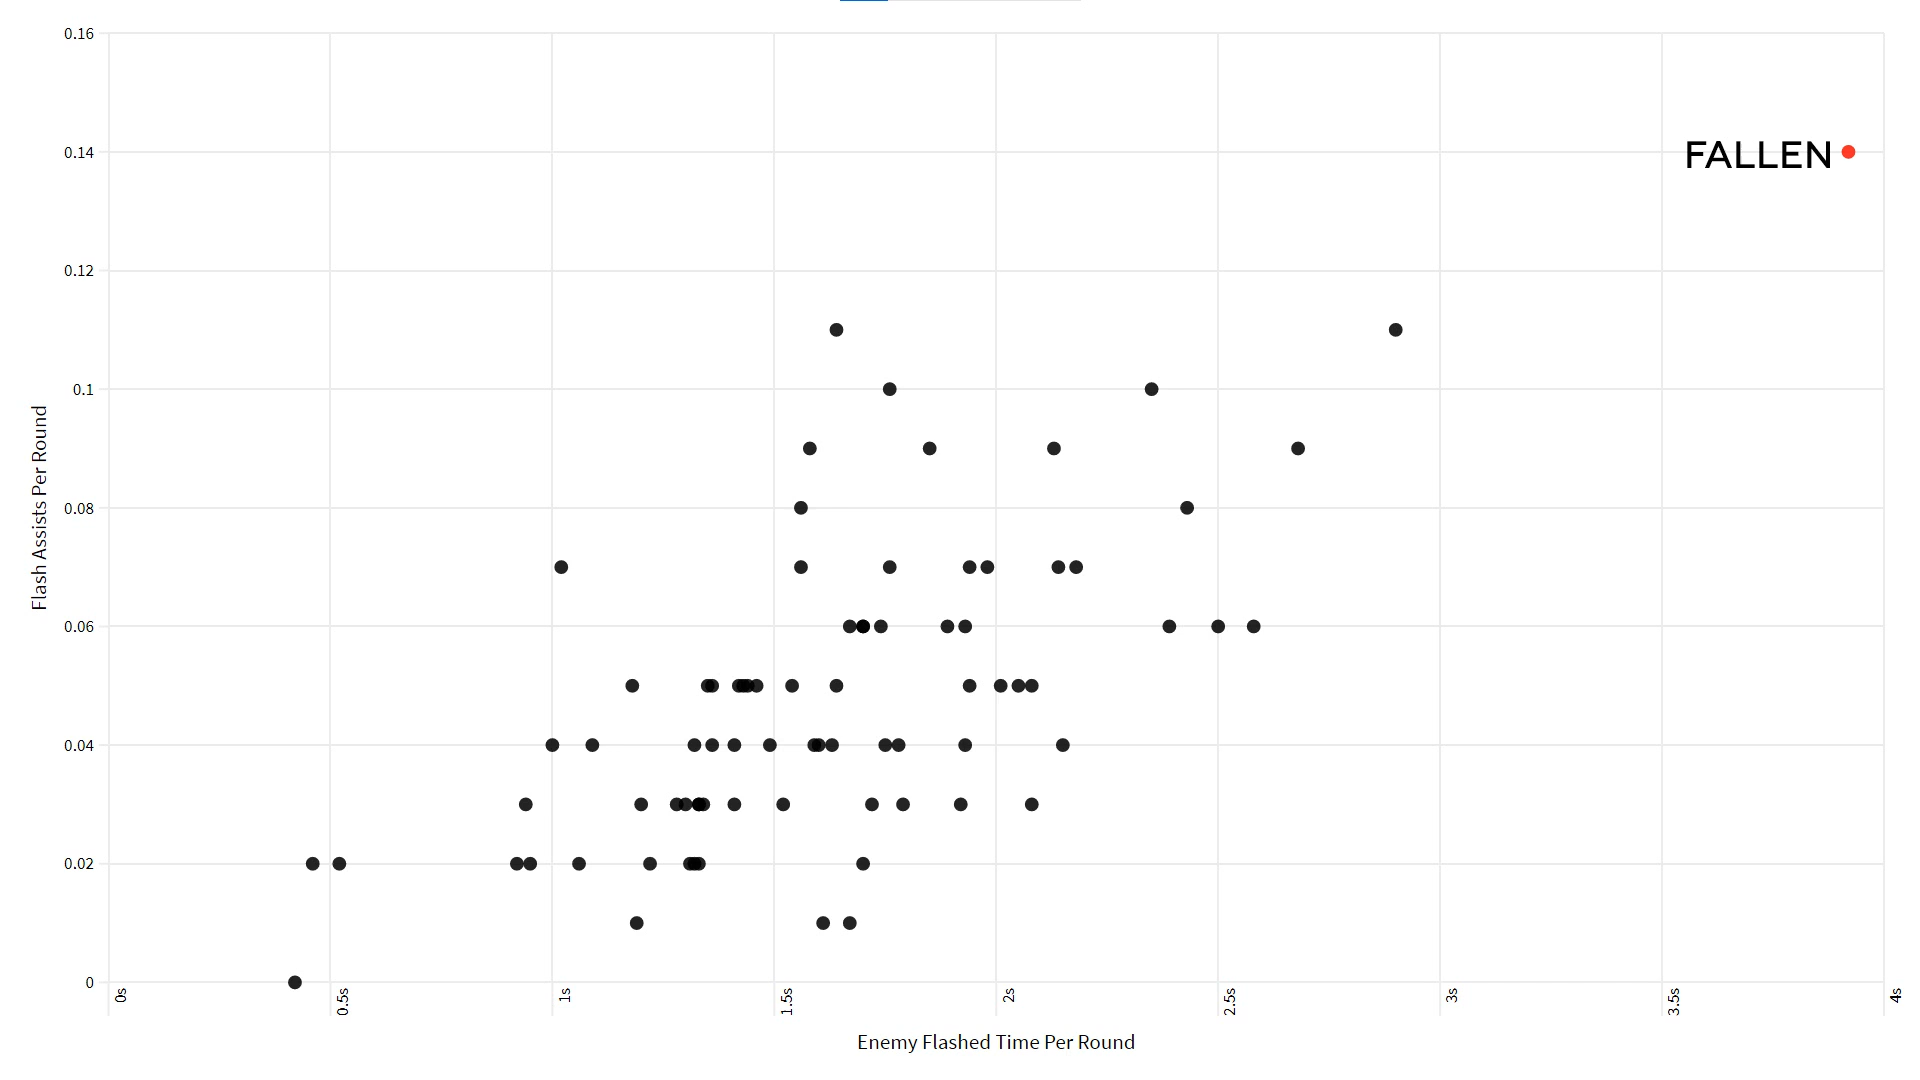 0.16
0.14
FALLEN
0.12
0.1
0.08
0.06
0.04
0.02
0
Flash Assists Per Round
0s
0.5s
1s
1.5s
2s
2.5s
3s
3.5s
4s
Enemy Flashed Time Per Round